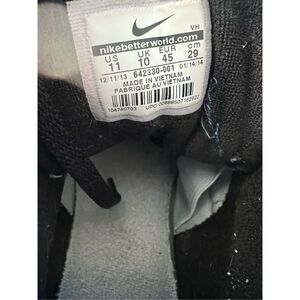 VH
nikebetterworld.com
US UK EUR cm
11 10 45 29
12/11/13 642330-001 01/14/14
MADE IN VIETNAM
FABRIQUE AU VIETNAM